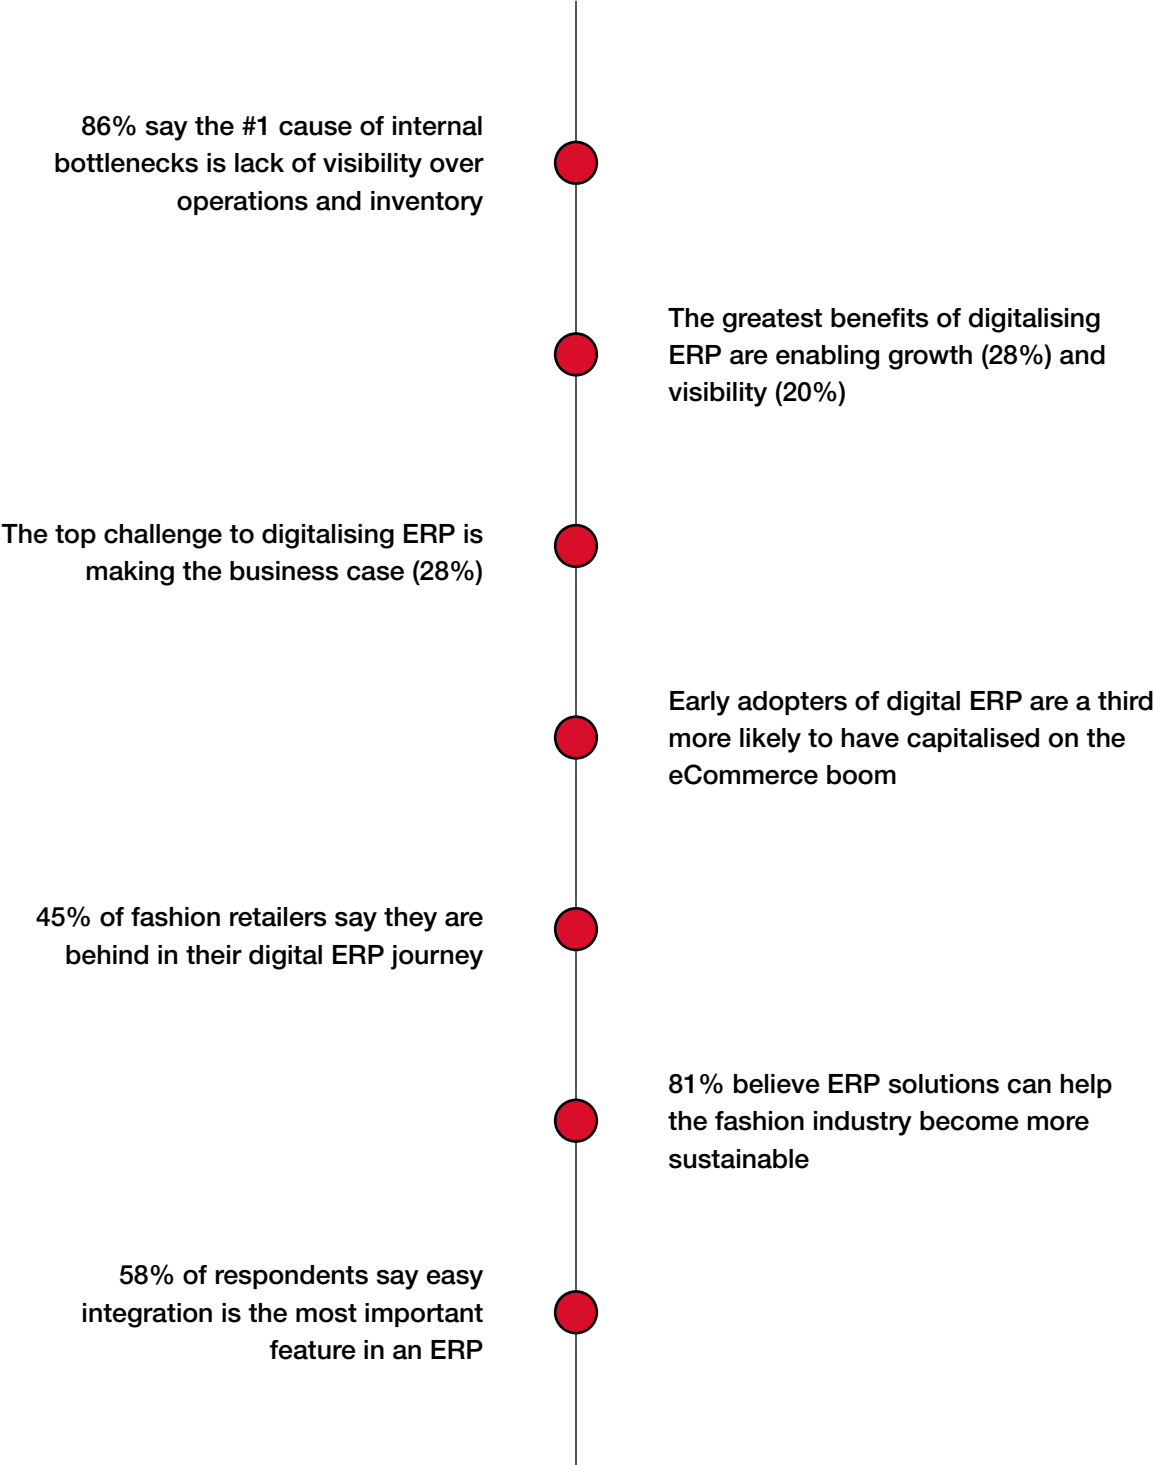 86% say the #1 cause of internal
bottlenecks is lack of visibility over
operations and inventory
The greatest benefits of digitalising
ERP are enabling growth (28%) and
visibility (20%)
The top challenge to digitalising ERP is
making the business case (28%)
Early adopters of digital ERP are a third
more likely to have capitalised on the
eCommerce boom
45% of fashion retailers say they are
behind in their digital ERP journey
81% believe ERP solutions can help
the fashion industry become more
sustainable
58% of respondents say easy
integration is the most important
feature in an ERP